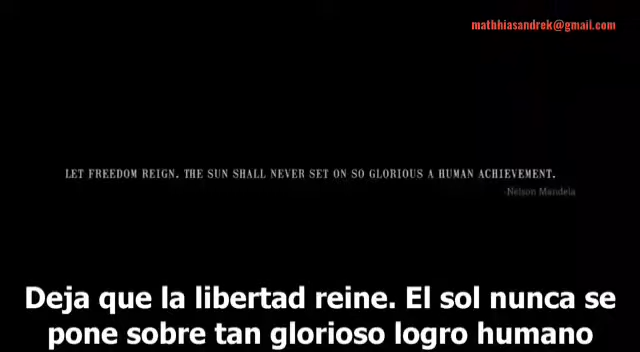 mathhiasandrek@gmail.com
LET FREEDOM REIGN. THE SUN SHALL NEVER SET ON SO GLORIOUS A HUMAN ACHIEVEMENT.
-Nelson Mandela
Deja que la libertad reine. El sol nunca se
pone sobre tan glorioso logro humano